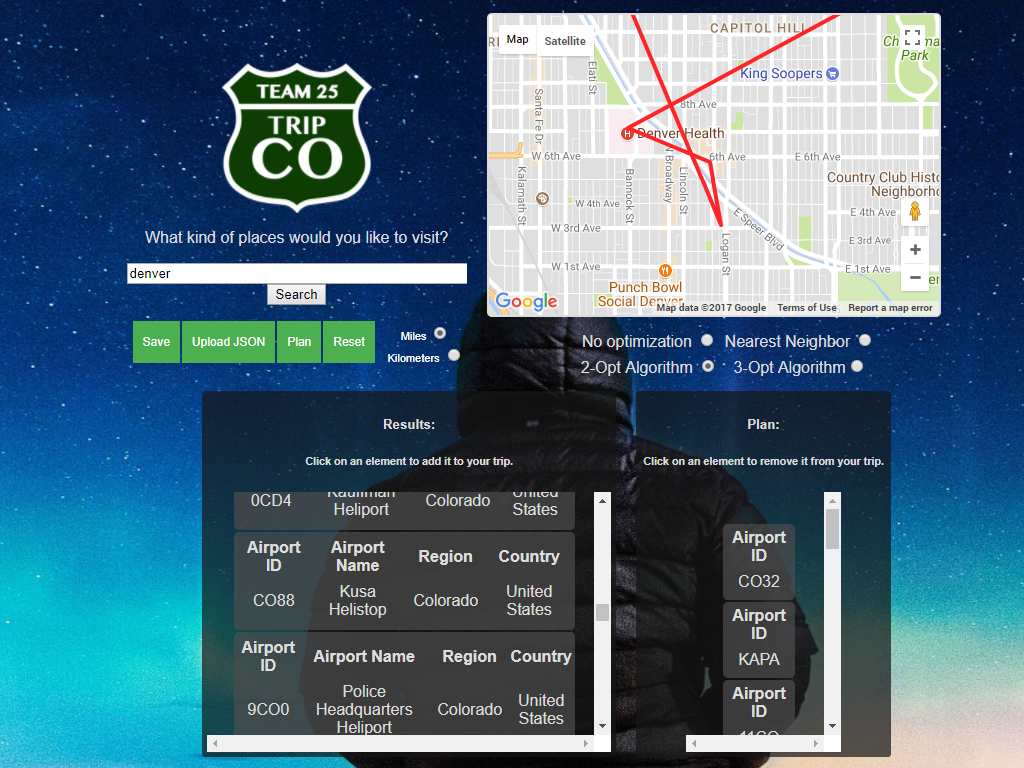 TEAM 25
TRIP
CO
What kind of places would you like to visit?
denver
Search
Save
Upload JSON
Plan
Reset
Miles
Kilometers
Map
Satellite
CAPITOL HILL
Park
King Soopers
Elati St
Santa Fe Dr
8th Ave
Denver Health
W 6th Ave
6th Ave
E 6th Ave
Kalamath St
Bannock St
N Broadway
Lincoln St
Country Club Histo
Neighborho
W 4th Ave
E 4th Ave
W 3rd Ave
E Speer Blvd
E 3rd Ave
Logan St
W 1st Ave
E 1st Ave
Punch Bowl
Social Denver
Google
Map data ©2017 Google
Terms of Use
Report a map error
No optimization
Nearest Neighbor
2-Opt Algorithm
3-Opt Algorithm
Results:
Click on an element to add it to your trip.
0CD4 Kauffman Heliport Colorado United States
Airport ID Airport Name Region Country
CO88 Kusa Helistop Colorado United States
Airport ID Airport Name Region Country
9CO0 Police Headquarters Heliport Colorado United States
Plan:
Click on an element to remove it from your trip.
Airport ID
CO32
Airport ID
KAPA
Airport ID